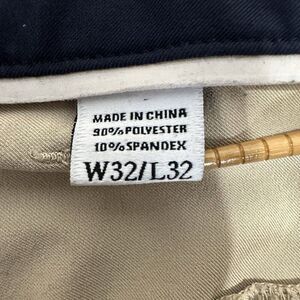 MADE IN CHINA
90%POLYESTER
10%SPANDEX
W32/L32